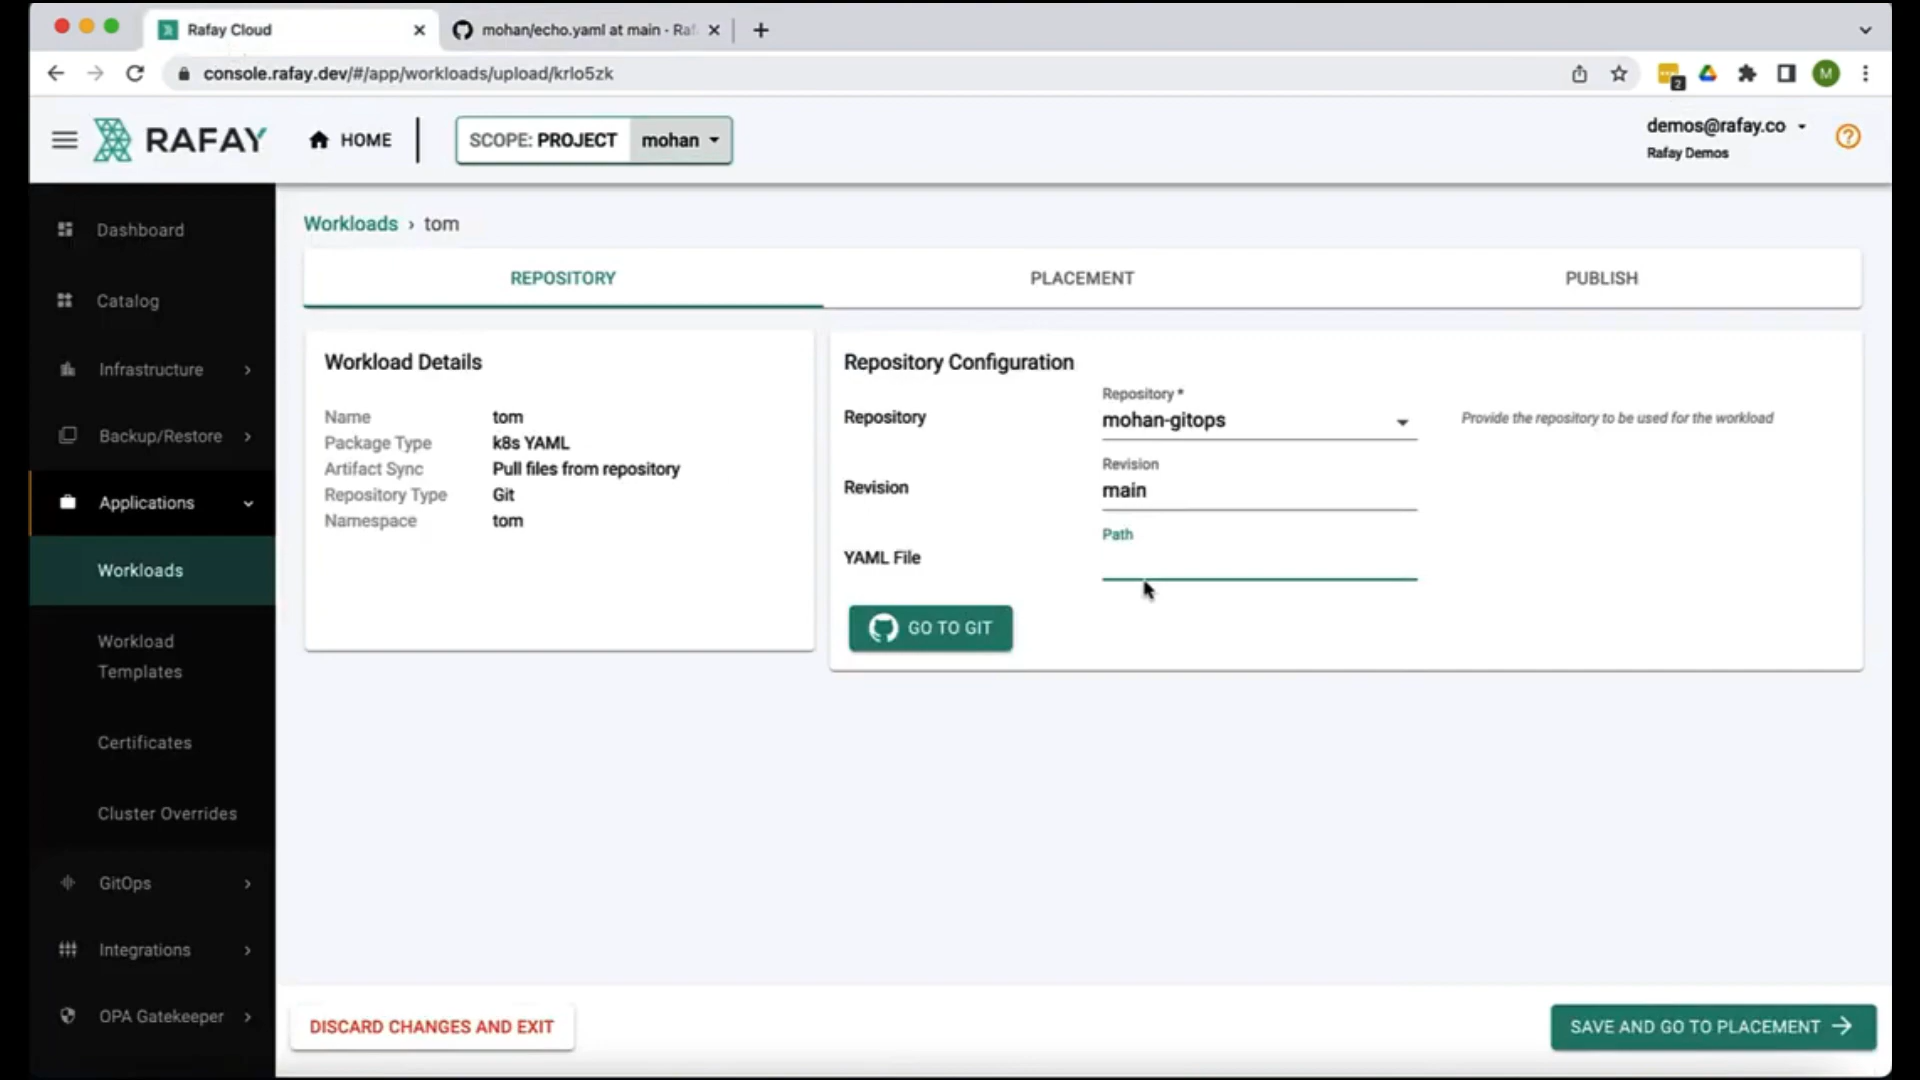 Rafay Cloud
mohan/echo.yaml at main - Raf
console.rafay.dev/#/app/workloads/upload/krlo5zk
2
M
RAFAY
HOME
SCOPE: PROJECT
mohan
demos@rafay.co
Rafay Demos
?
Dashboard
Catalog
Infrastructure
Backup/Restore
Applications
Workloads
Workload
Templates
Certificates
Cluster Overrides
GitOps
Integrations
OPA Gatekeeper
Workloads › tom
REPOSITORY
PLACEMENT
PUBLISH
Workload Details
Name tom
Package Type k8s YAML
Artifact Sync Pull files from repository
Repository Type Git
Namespace tom
Repository Configuration
Repository *
Repository mohan-gitops
Provide the repository to be used for the workload
Revision
Revision main
Path
YAML File
GO TO GIT
DISCARD CHANGES AND EXIT
SAVE AND GO TO PLACEMENT